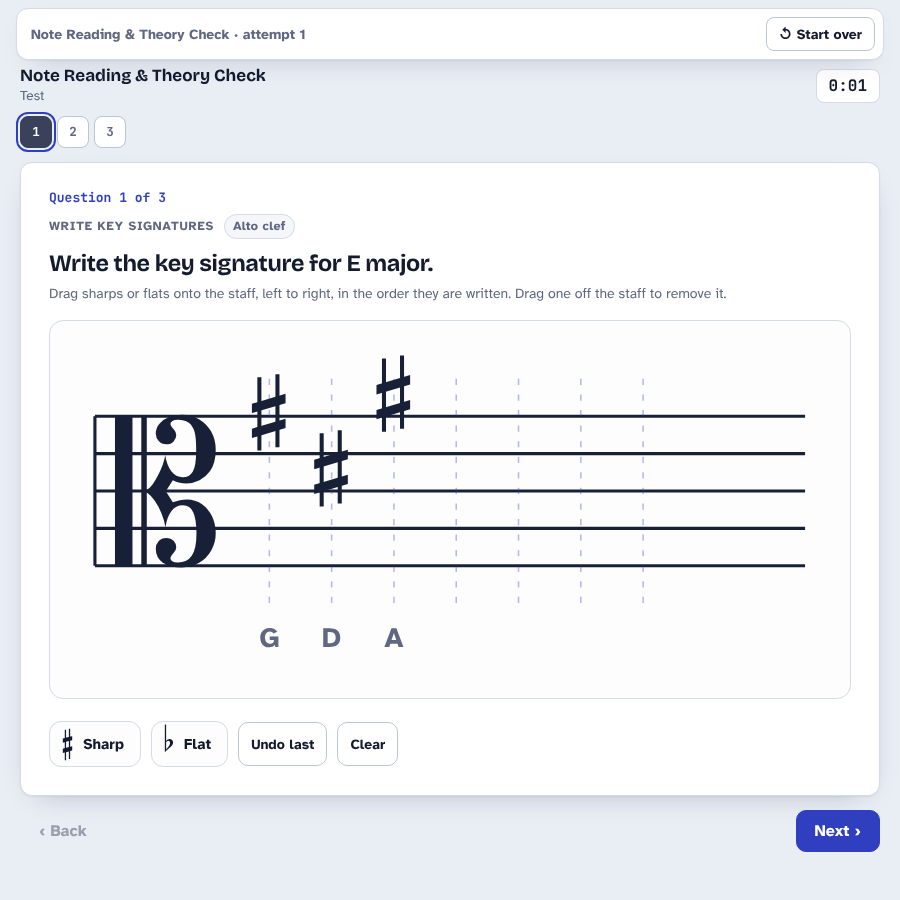 Note Reading & Theory Check · attempt 1
↺ Start over
Note Reading & Theory Check
Test
0:01
1 2 3
Question 1 of 3
WRITE KEY SIGNATURES Alto clef
Write the key signature for E major.
Drag sharps or flats onto the staff, left to right, in the order they are written. Drag one off the staff to remove it.
G D A
♯ Sharp ♭ Flat Undo last Clear
‹ Back Next ›